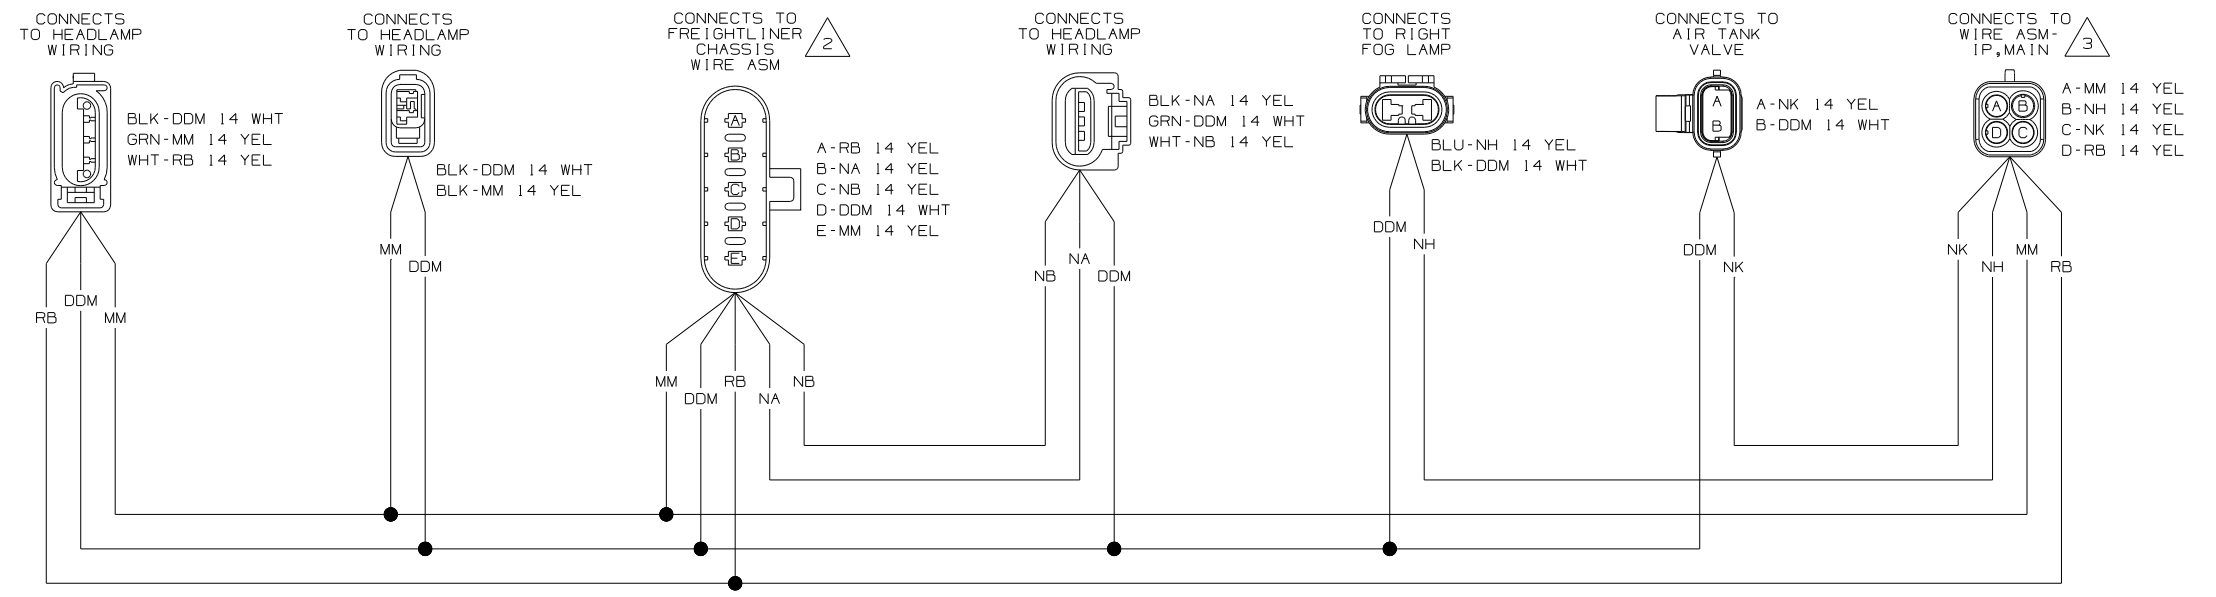 CONNECTS
TO HEADLAMP
WIRING
BLK-DDM 14 WHT
GRN-MM 14 YEL
WHT-RB 14 YEL
RB
DDM
MM
CONNECTS
TO HEADLAMP
WIRING
BLK-DDM 14 WHT
BLK-MM 14 YEL
MM
DDM
CONNECTS TO
FREIGHTLINER
CHASSIS
WIRE ASM
2
A
B
C
D
E
A-RB 14 YEL
B-NA 14 YEL
C-NB 14 YEL
D-DDM 14 WHT
E-MM 14 YEL
MM
DDM
RB
NA
NB
CONNECTS
TO HEADLAMP
WIRING
BLK-NA 14 YEL
GRN-DDM 14 WHT
WHT-NB 14 YEL
NB
NA
DDM
CONNECTS
TO RIGHT
FOG LAMP
BLU-NH 14 YEL
BLK-DDM 14 WHT
DDM
NH
CONNECTS TO
AIR TANK
VALVE
A
B
A-NK 14 YEL
B-DDM 14 WHT
DDM
NK
CONNECTS TO
WIRE ASM-
IP,MAIN
3
A B
D C
A-MM 14 YEL
B-NH 14 YEL
C-NK 14 YEL
D-RB 14 YEL
NK
NH
MM
RB